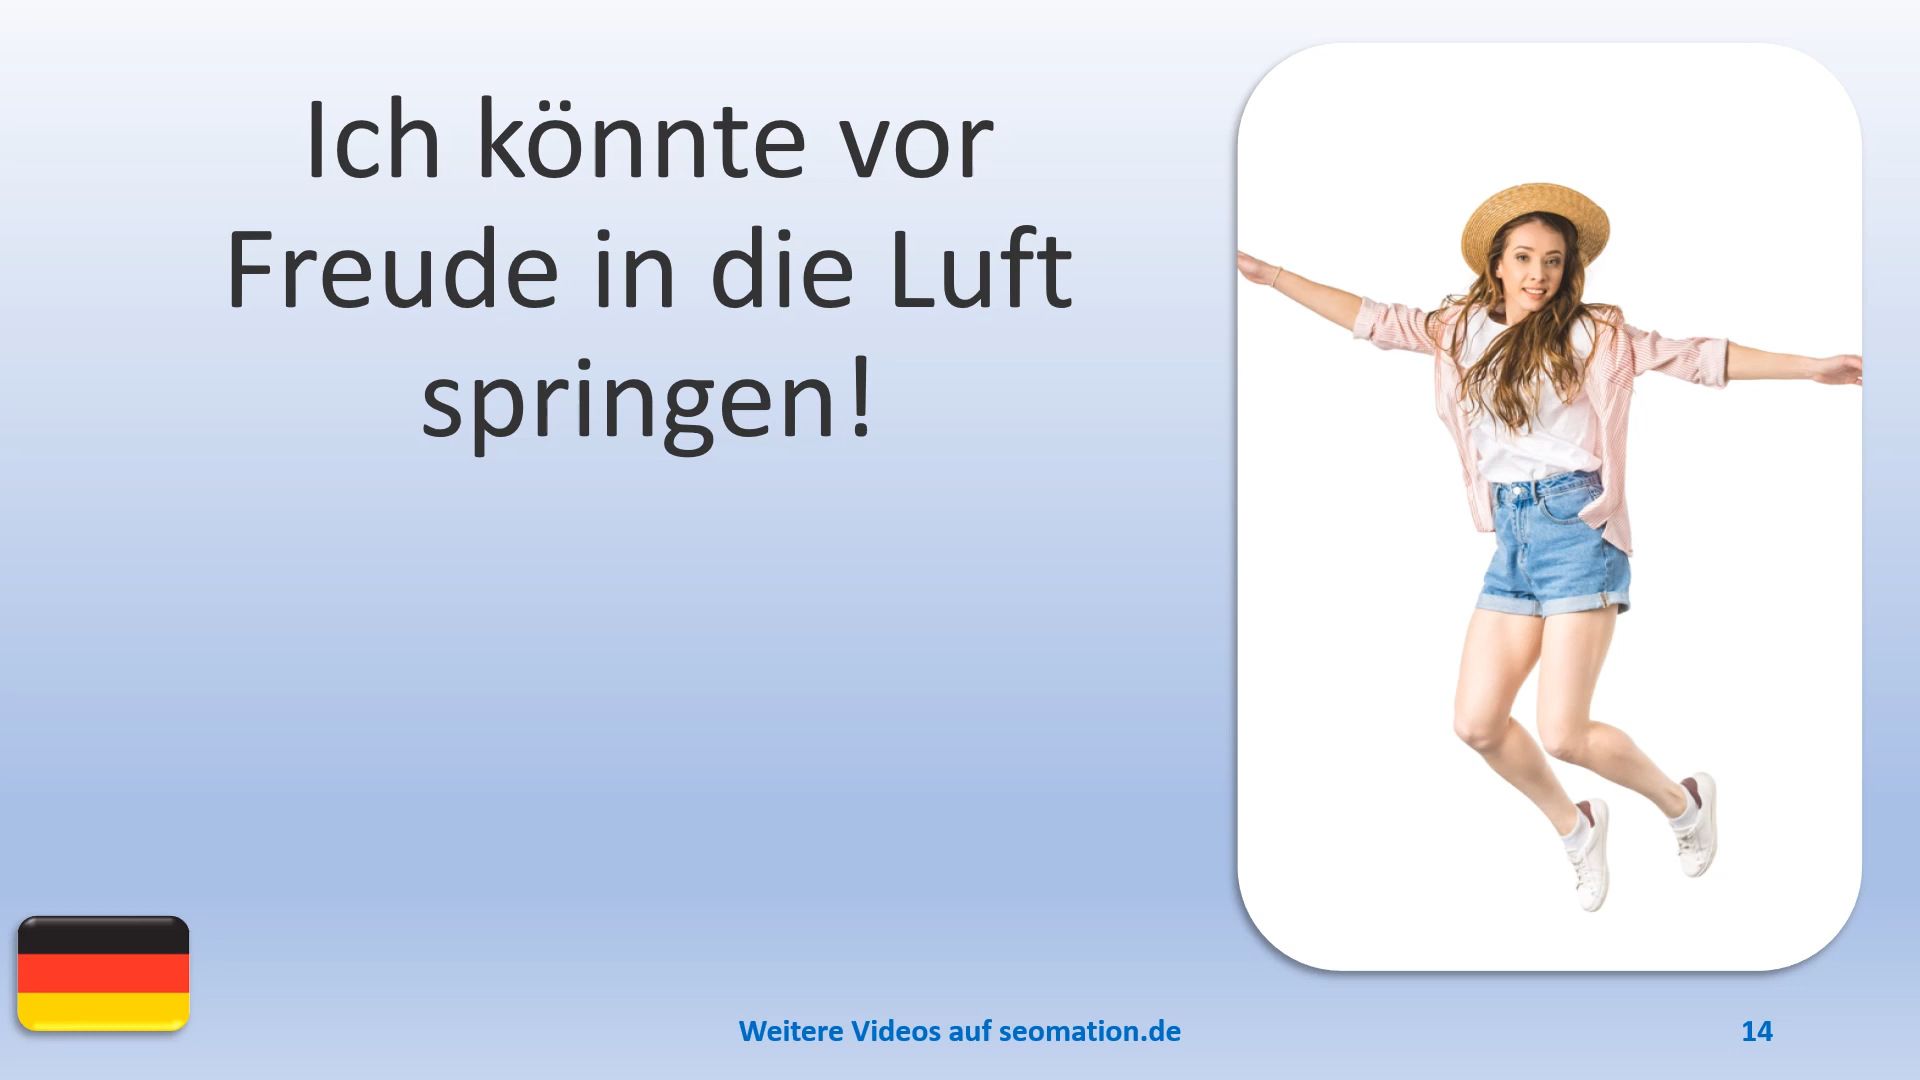 Ich könnte vor
Freude in die Luft
springen!
Weitere Videos auf seomation.de
14